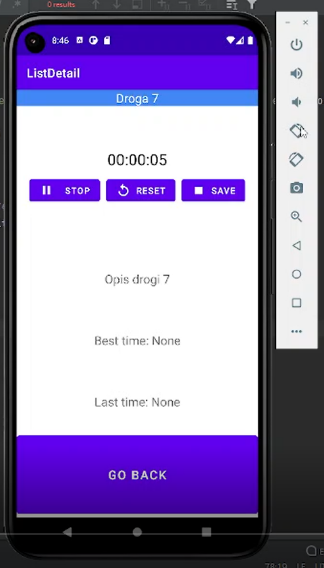 0 results
8:46
ListDetail
Droga 7
00:00:05
STOP RESET SAVE
Opis drogi 7
Best time: None
Last time: None
GO BACK